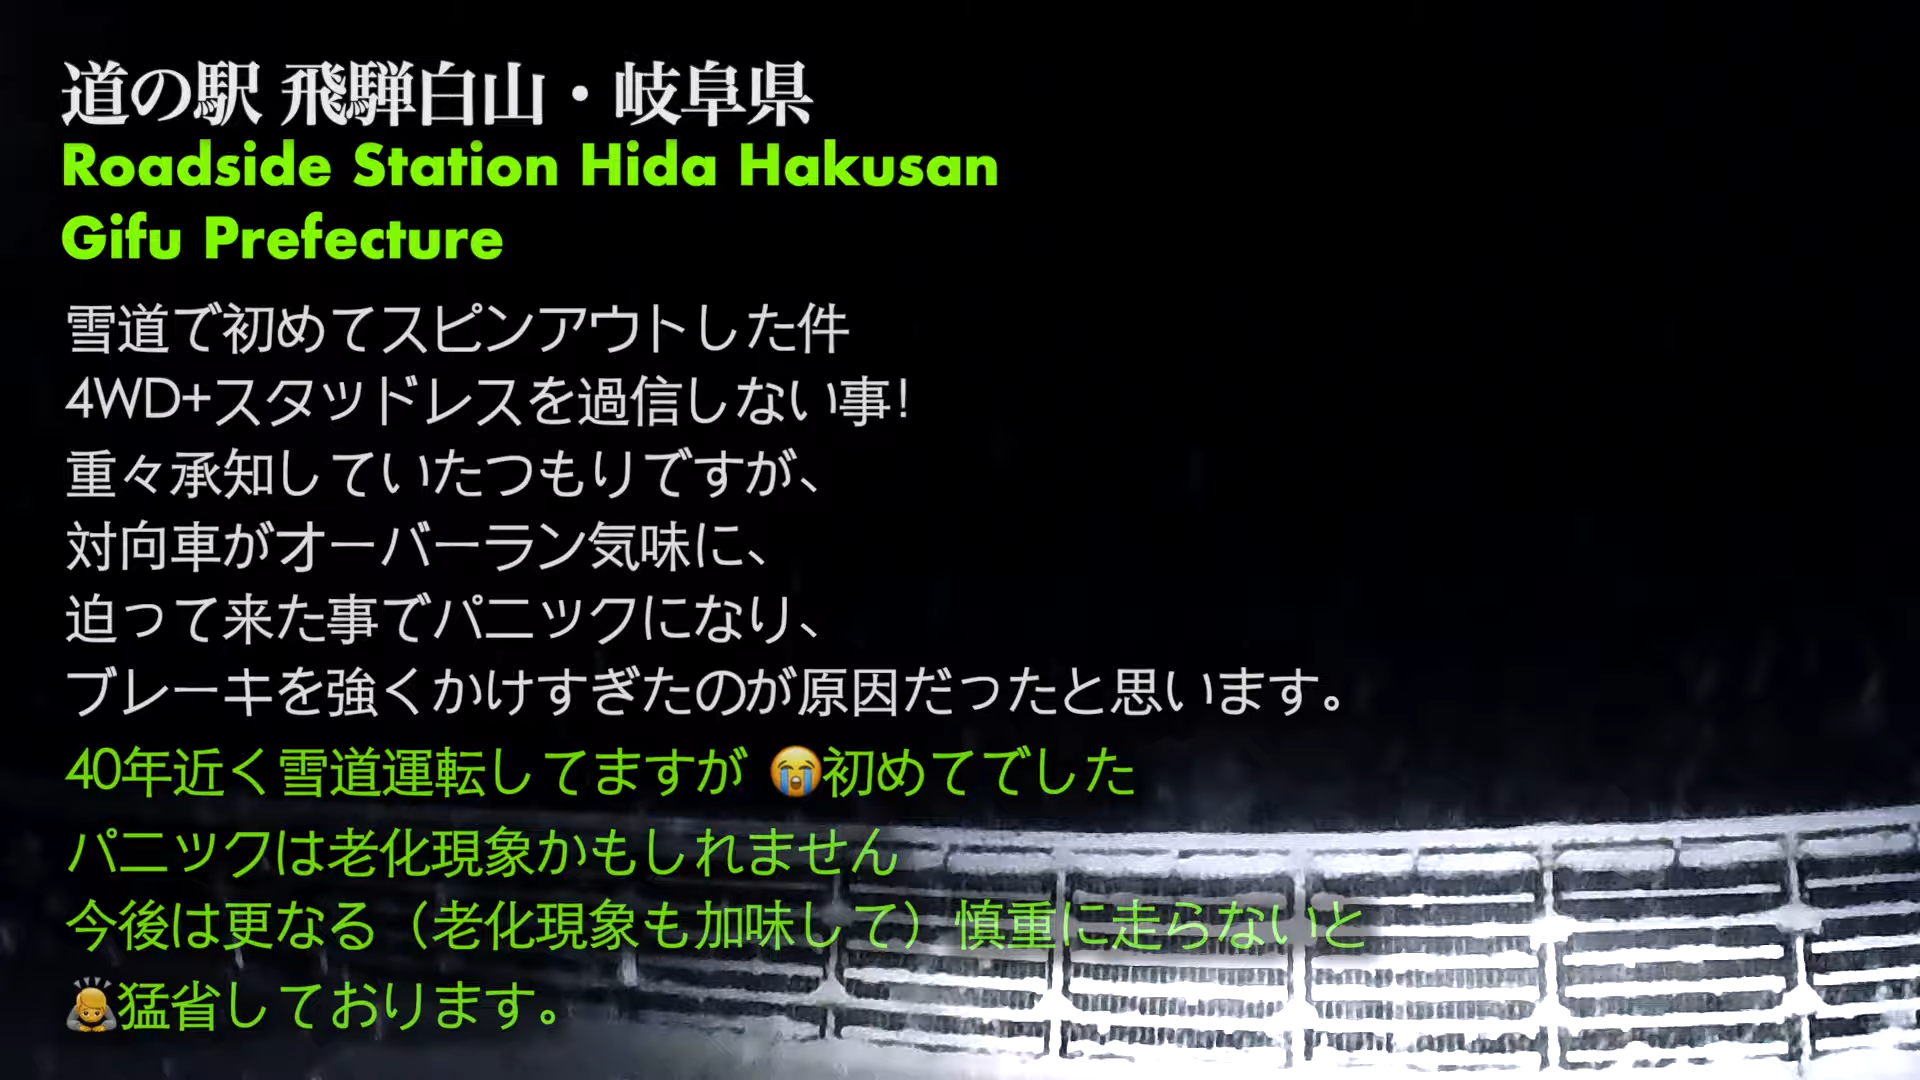 道の駅 飛騨白山・岐阜県
Roadside Station Hida Hakusan
Gifu Prefecture
雪道で初めてスピンアウトした件
4WD+スタッドレスを過信しない事!
重々承知していたつもりですが、
対向車がオーバーラン気味に、
迫って来た事でパニックになり、
ブレーキを強くかけすぎたのが原因だったと思います。
40年近く雪道運転してますが 😭初めてでした
パニックは老化現象かもしれません
今後は更なる（老化現象も加味して）慎重に走らないと
🙇猛省しております。